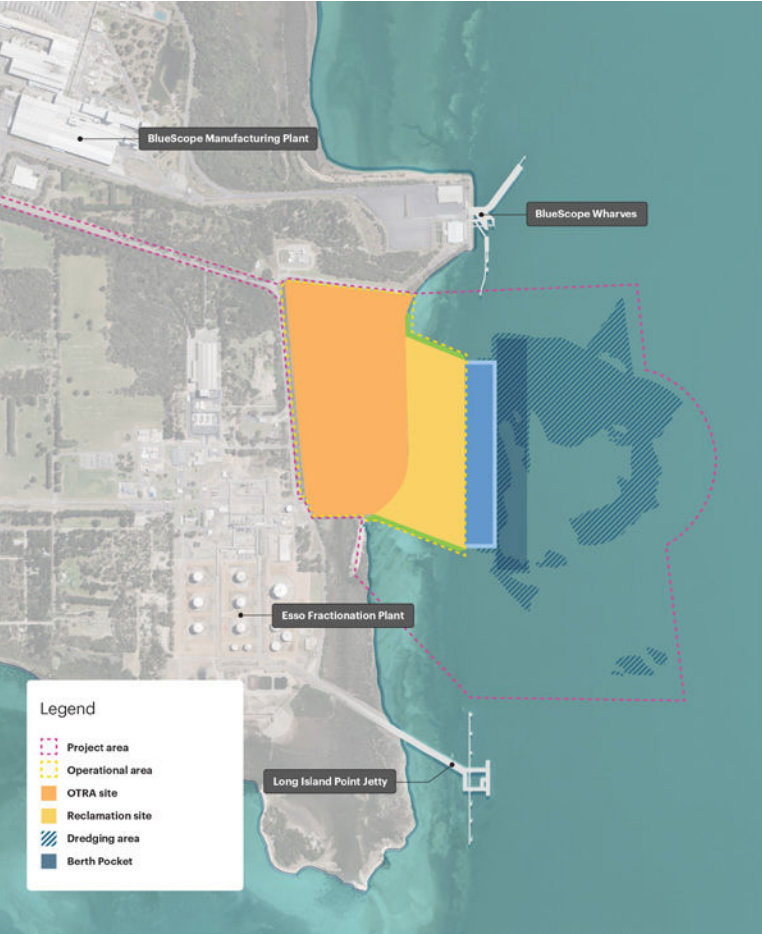 BlueScope Manufacturing Plant
BlueScope Wharves
Esso Fractionation Plant
Legend
Project area
Operational area
OTRA site
Reclamation site
Dredging area
Berth Pocket
Long Island Point Jetty